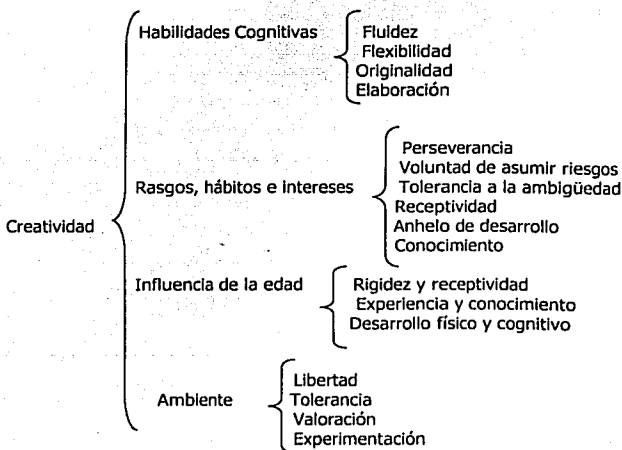 Creatividad
Habilidades Cognitivas
Fluidez
Flexibilidad
Originalidad
Elaboración
Rasgos, hábitos e intereses
Perseverancia
Voluntad de asumir riesgos
Tolerancia a la ambigüedad
Receptividad
Anhelo de desarrollo
Conocimiento
Influencia de la edad
Rigidez y receptividad
Experiencia y conocimiento
Desarrollo físico y cognitivo
Ambiente
Libertad
Tolerancia
Valoración
Experimentación